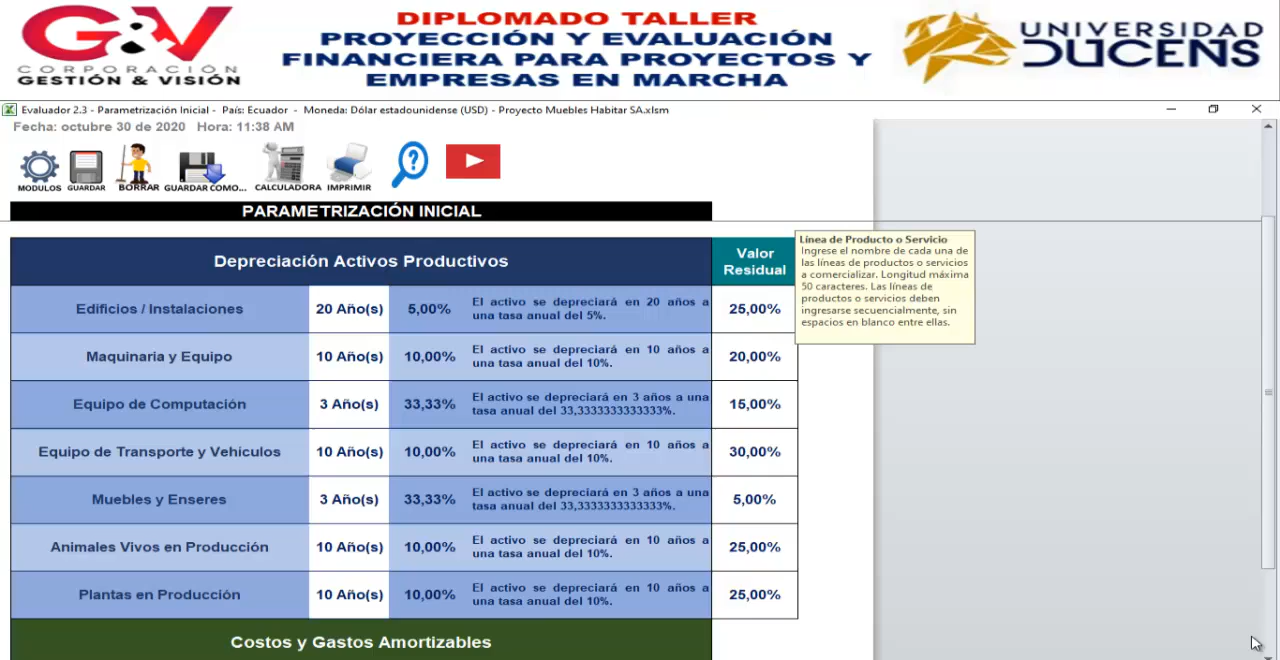 G&V
CORPORACIÓN
GESTIÓN & VISIÓN
DIPLOMADO TALLER
PROYECCIÓN Y EVALUACIÓN
FINANCIERA PARA PROYECTOS Y
EMPRESAS EN MARCHA
UNIVERSIDAD
DUCENS
Evaluador 2.3 - Parametrización Inicial - País: Ecuador - Moneda: Dólar estadounidense (USD) - Proyecto Muebles Habitar SA.xlsm
Fecha: octubre 30 de 2020 Hora: 11:38 AM
MODULOS GUARDAR BORRAR GUARDAR COMO... CALCULADORA IMPRIMIR
PARAMETRIZACIÓN INICIAL
Depreciación Activos Productivos
Valor
Residual
Línea de Producto o Servicio
Ingrese el nombre de cada una de
las líneas de productos o servicios
a comercializar. Longitud máxima
50 caracteres. Las líneas de
productos o servicios deben
ingresarse secuencialmente, sin
espacios en blanco entre ellas.
Edificios / Instalaciones 20 Año(s) 5,00% El activo se depreciará en 20 años a
una tasa anual del 5%. 25,00%
Maquinaria y Equipo 10 Año(s) 10,00% El activo se depreciará en 10 años a
una tasa anual del 10%. 20,00%
Equipo de Computación 3 Año(s) 33,33% El activo se depreciará en 3 años a una
tasa anual del 33,3333333333333%. 15,00%
Equipo de Transporte y Vehículos 10 Año(s) 10,00% El activo se depreciará en 10 años a
una tasa anual del 10%. 30,00%
Muebles y Enseres 3 Año(s) 33,33% El activo se depreciará en 3 años a una
tasa anual del 33,3333333333333%. 5,00%
Animales Vivos en Producción 10 Año(s) 10,00% El activo se depreciará en 10 años a
una tasa anual del 10%. 25,00%
Plantas en Producción 10 Año(s) 10,00% El activo se depreciará en 10 años a
una tasa anual del 10%. 25,00%
Costos y Gastos Amortizables